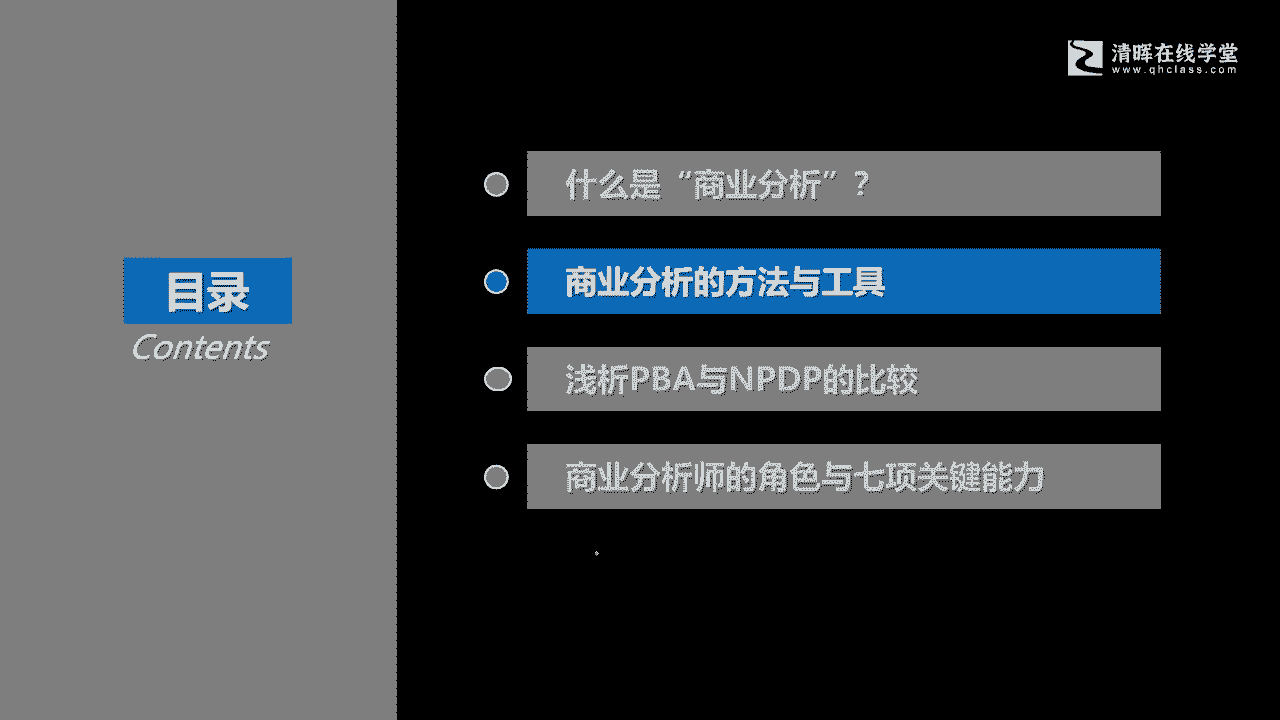 清晖在线学堂
www.qhclass.com
目录
Contents
什么是“商业分析”？
商业分析的方法与工具
浅析PBA与NPDP的比较
商业分析师的角色与七项关键能力